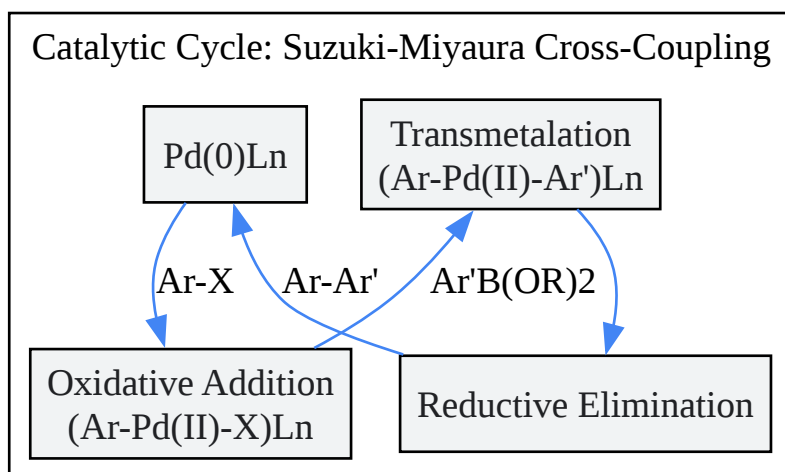 Catalytic Cycle: Suzuki-Miyaura Cross-Coupling
Pd(0)Ln
Transmetalation
(Ar-Pd(II)-Ar')Ln
Ar-X
Ar-Ar'
Ar'B(OR)2
Oxidative Addition
(Ar-Pd(II)-X)Ln
Reductive Elimination